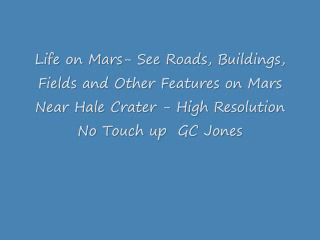 Life on Mars- See Roads, Buildings,
Fields and Other Features on Mars
Near Hale Crater - High Resolution
No Touch up  GC Jones